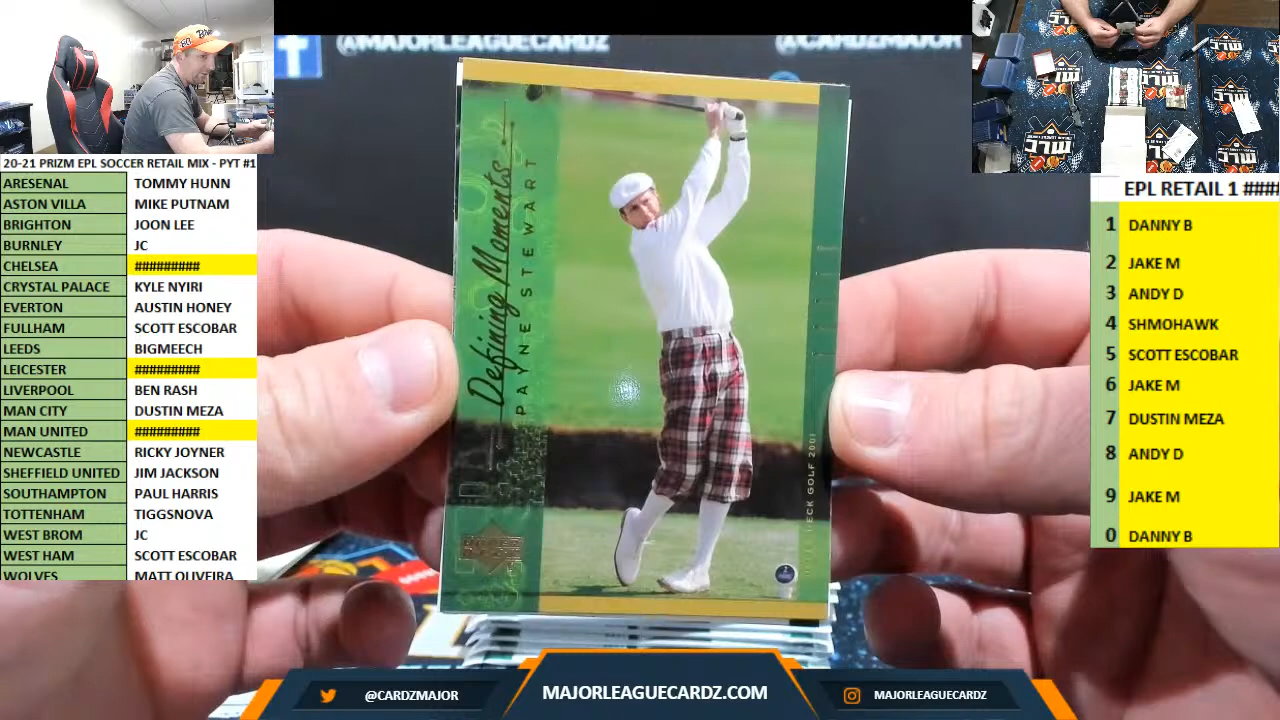 @MAJORLEAGUECARDZ
@CARDZMAJOR
20-21 PRIZM EPL SOCCER RETAIL MIX - PYT #1
ARESENAL TOMMY HUNN
ASTON VILLA MIKE PUTNAM
BRIGHTON JOON LEE
BURNLEY JC
CHELSEA #########
CRYSTAL PALACE KYLE NYIRI
EVERTON AUSTIN HONEY
FULLHAM SCOTT ESCOBAR
LEEDS BIGMEECH
LEICESTER #########
LIVERPOOL BEN RASH
MAN CITY DUSTIN MEZA
MAN UNITED #########
NEWCASTLE RICKY JOYNER
SHEFFIELD UNITED JIM JACKSON
SOUTHAMPTON PAUL HARRIS
TOTTENHAM TIGGSNOVA
WEST BROM JC
WEST HAM SCOTT ESCOBAR
WOLVES MATT OLIVEIRA
Defining Moments
PAYNE STEWART
UPPER DECK
DECK GOLF 2001
EPL RETAIL 1 ####
1 DANNY B
2 JAKE M
3 ANDY D
4 SHMOHAWK
5 SCOTT ESCOBAR
6 JAKE M
7 DUSTIN MEZA
8 ANDY D
9 JAKE M
0 DANNY B
@CARDZMAJOR
MAJORLEAGUECARDZ.COM
MAJORLEAGUECARDZ